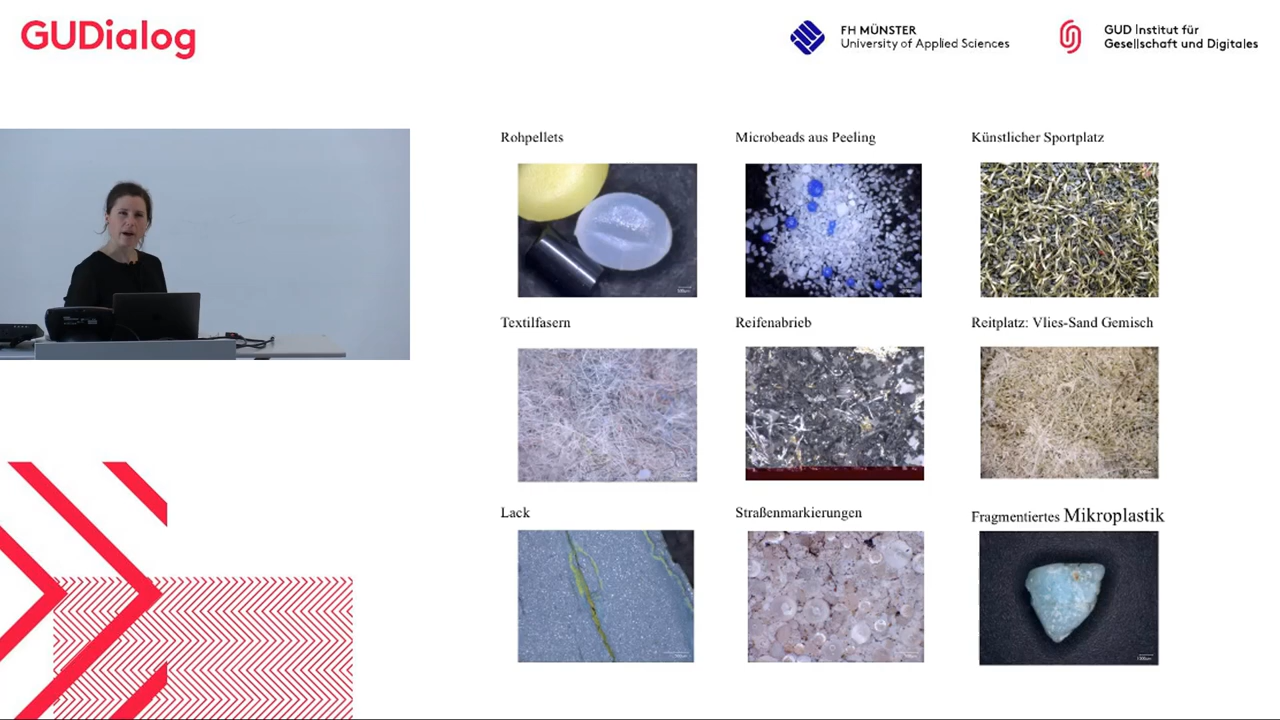 GUDialog
FH MÜNSTER
University of Applied Sciences
GUD Institut für
Gesellschaft und Digitales
Rohpellets
Microbeads aus Peeling
Künstlicher Sportplatz
Textilfasern
Reifenabrieb
Reitplatz: Vlies-Sand Gemisch
Lack
Straßenmarkierungen
Fragmentiertes Mikroplastik